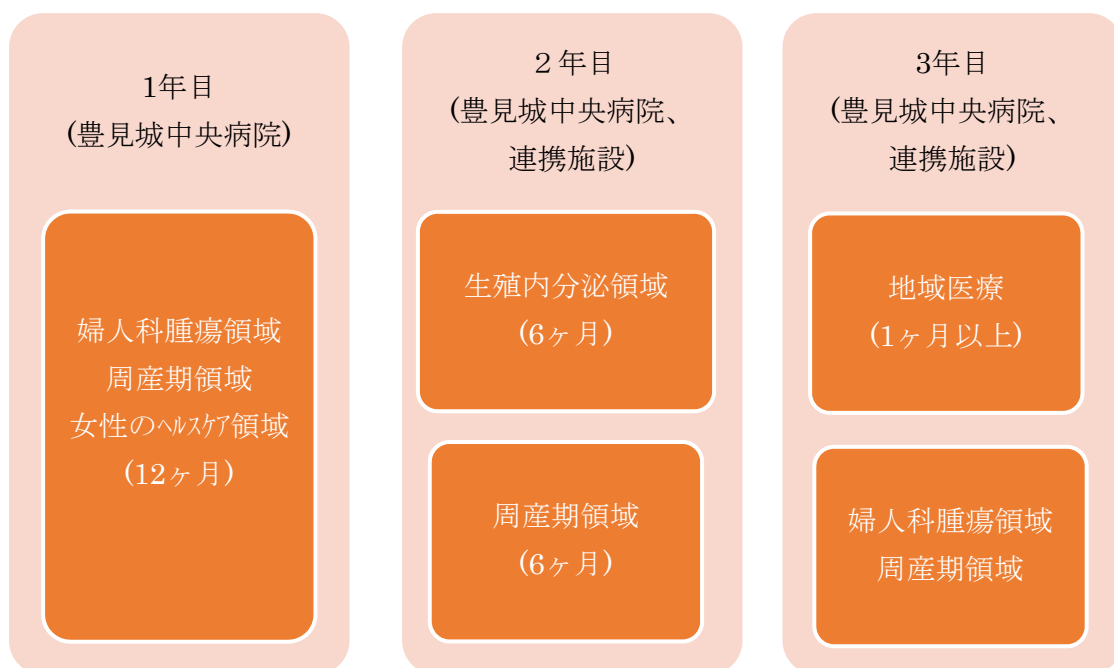 1年目
(豊見城中央病院)
婦人科腫瘍領域
周産期領域
女性のﾍﾙｽｹｱ領域
(12ヶ月)
２年目
(豊見城中央病院、
連携施設)
生殖内分泌領域
(6ヶ月)
周産期領域
(6ヶ月)
3年目
(豊見城中央病院、
連携施設)
地域医療
(1ヶ月以上)
婦人科腫瘍領域
周産期領域